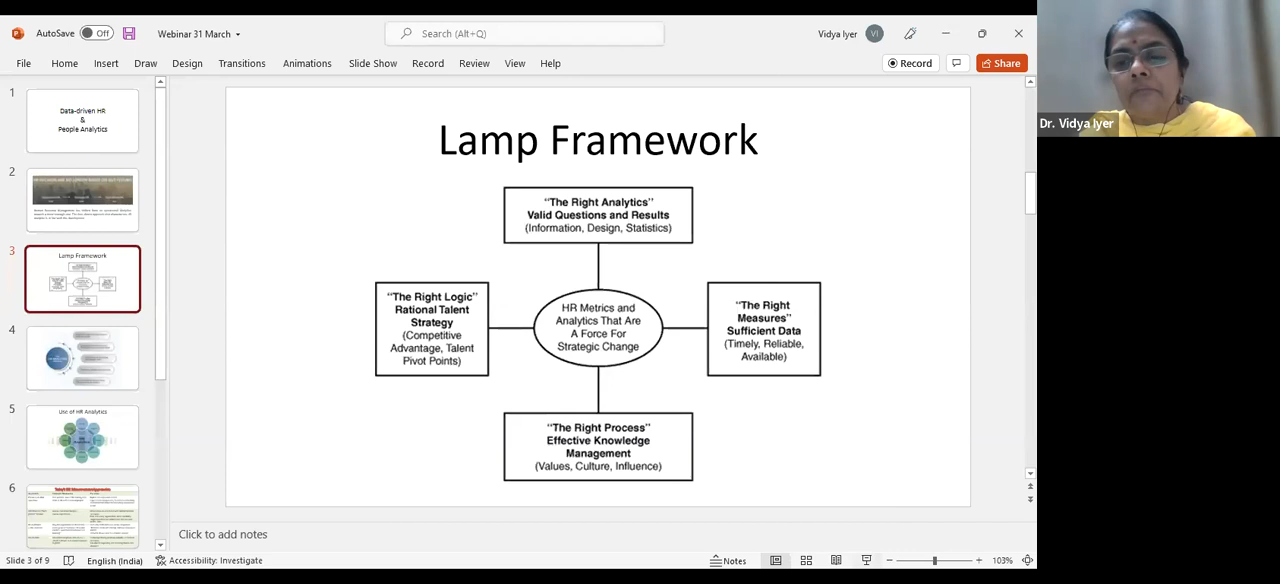 AutoSave Off
Webinar 31 March
Search (Alt+Q)
Vidya Iyer VI
File Home Insert Draw Design Transitions Animations Slide Show Record Review View Help
Record
Share
1
Data-driven HR
&
People Analytics
2
3
Lamp Framework
4
5
Use of HR Analytics
6
Lamp Framework
"The Right Analytics"
Valid Questions and Results
(Information, Design, Statistics)
"The Right Logic"
Rational Talent
Strategy
(Competitive
Advantage, Talent
Pivot Points)
HR Metrics and
Analytics That Are
A Force For
Strategic Change
"The Right
Measures"
Sufficient Data
(Timely, Reliable,
Available)
"The Right Process"
Effective Knowledge
Management
(Values, Culture, Influence)
Click to add notes
Slide 3 of 9
English (India)
Accessibility: Investigate
Notes
103%
Dr. Vidya Iyer